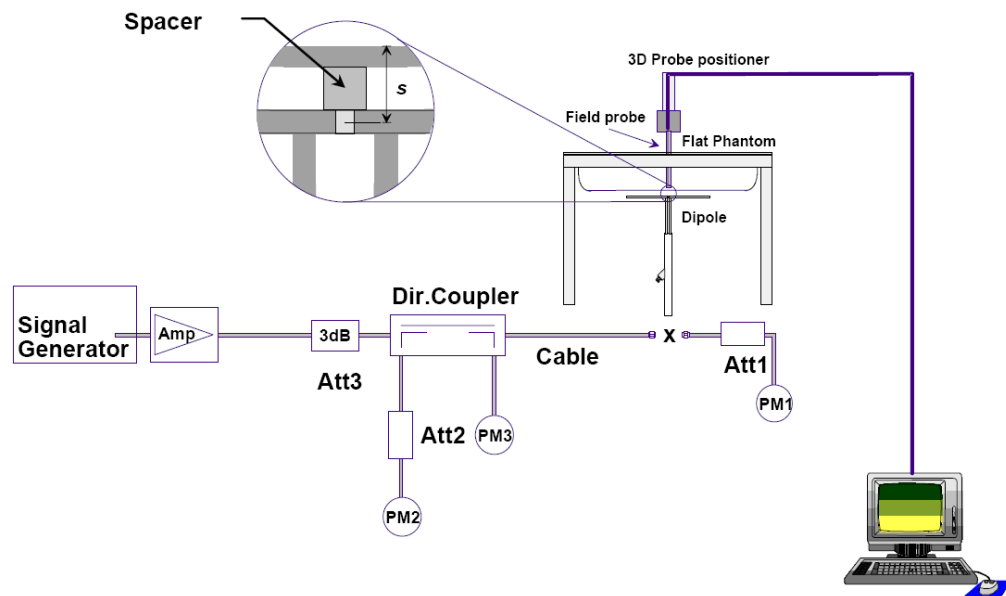 Spacer
s
3D Probe positioner
Field probe
Flat Phantom
Dipole
Dir.Coupler
Signal
Generator
Amp
3dB
Att3
Cable
x
Att1
PM1
Att2
PM3
PM2